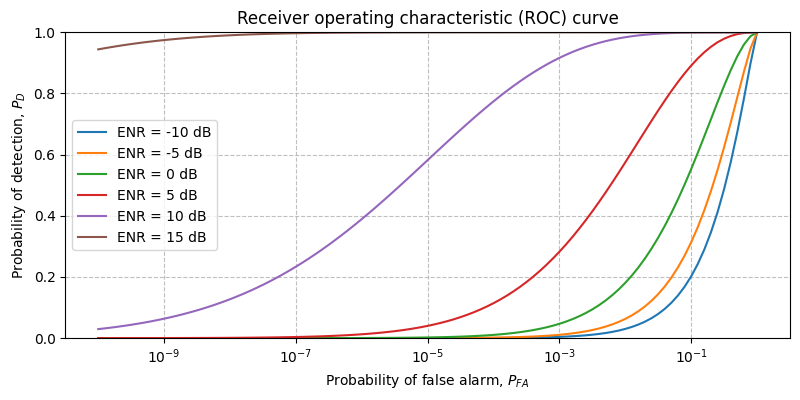 Receiver operating characteristic (ROC) curve
Probability of detection, $P_D$
1.0
0.8
0.6
0.4
0.2
0.0
ENR = -10 dB
ENR = -5 dB
ENR = 0 dB
ENR = 5 dB
ENR = 10 dB
ENR = 15 dB
10⁻⁹ 10⁻⁷ 10⁻⁵ 10⁻³ 10⁻¹
Probability of false alarm, $P_{FA}$